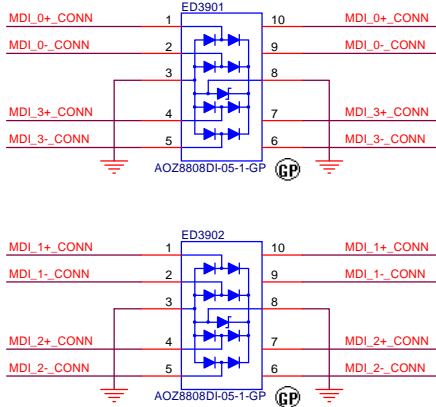 ED3901
MDI_0+_CONN 1 10 MDI_0+_CONN
MDI_0-_CONN 2 9 MDI_0-_CONN
3 8
MDI_3+_CONN 4 7 MDI_3+_CONN
MDI_3-_CONN 5 6 MDI_3-_CONN
AOZ8808DI-05-1-GP GP
ED3902
MDI_1+_CONN 1 10 MDI_1+_CONN
MDI_1-_CONN 2 9 MDI_1-_CONN
3 8
MDI_2+_CONN 4 7 MDI_2+_CONN
MDI_2-_CONN 5 6 MDI_2-_CONN
AOZ8808DI-05-1-GP GP